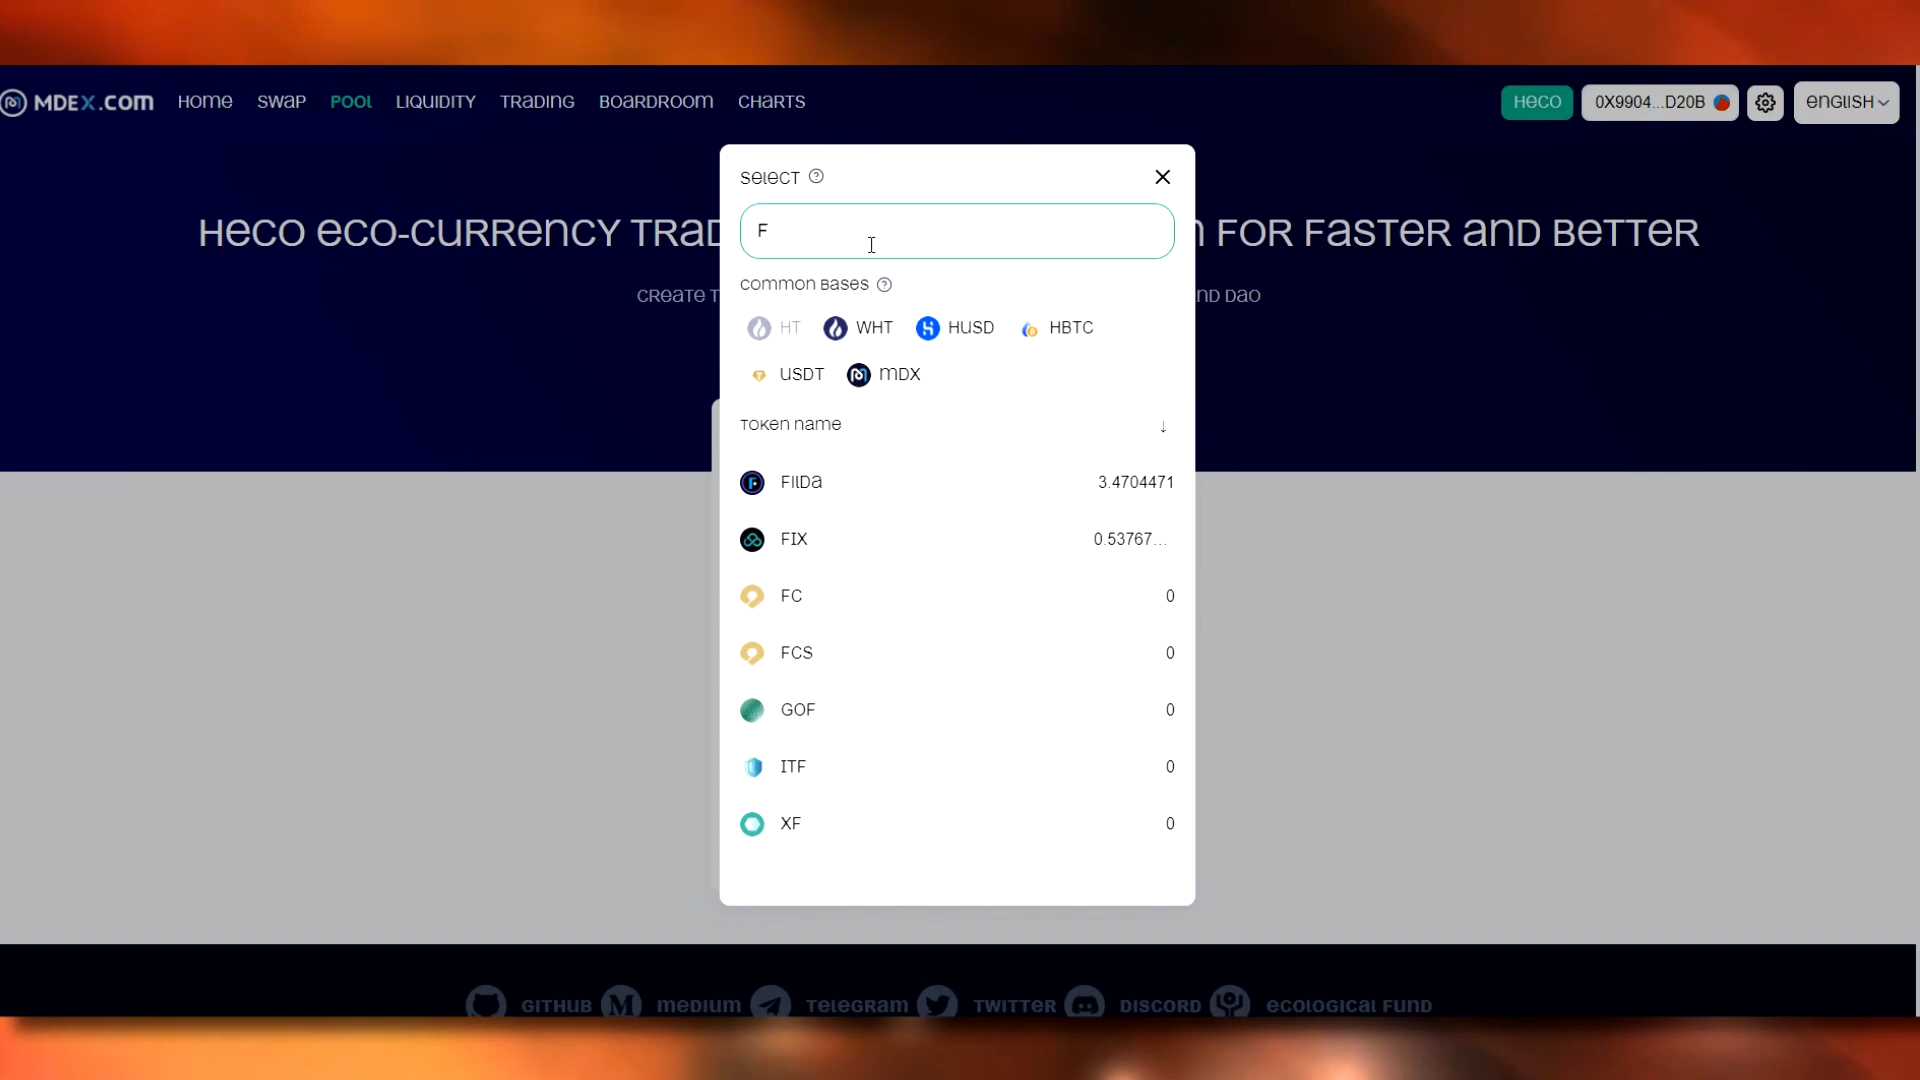 MDEX.COM HOME SWAP POOL LIQUIDITY TRADING BOARDROOM CHARTS HECO 0X9904...D20B ENGLISH
SELECT
HECO ECO-CURRENCY TRAD
N FOR FASTER AND BETTER
F
CREATE T
ND DAO
COMMON BASES
HT WHT HUSD HBTC
USDT MDX
TOKEN NAME ↓
FILDA 3.4704471
FIX 0.53767...
FC 0
FCS 0
GOF 0
ITF 0
XF 0
GITHUB MEDIUM TELEGRAM TWITTER DISCORD ECOLOGICAL FUND